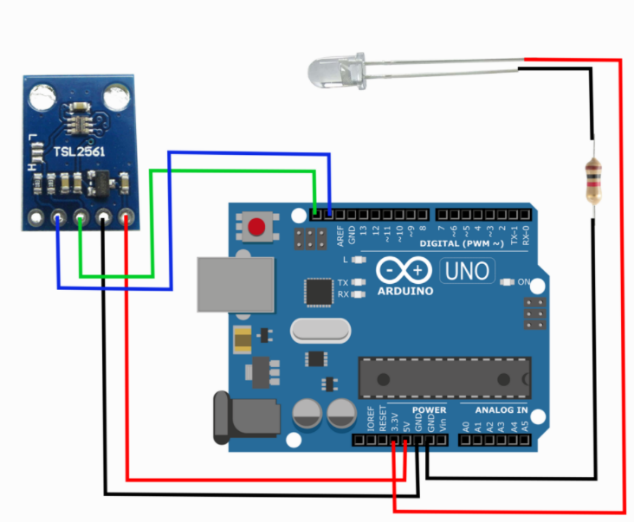 L
H
TSL2561
AREF
GND
13
12
~11
~10
~9
8
7
~6
~5
4
~3
2
TX-1
RX-0
DIGITAL (PWM ~)
L
TX
RX
ARDUINO
UNO
ON
POWER
ANALOG IN
IOREF
RESET
3.3V
5V
GND
GND
Vin
A0
A1
A2
A3
A4
A5